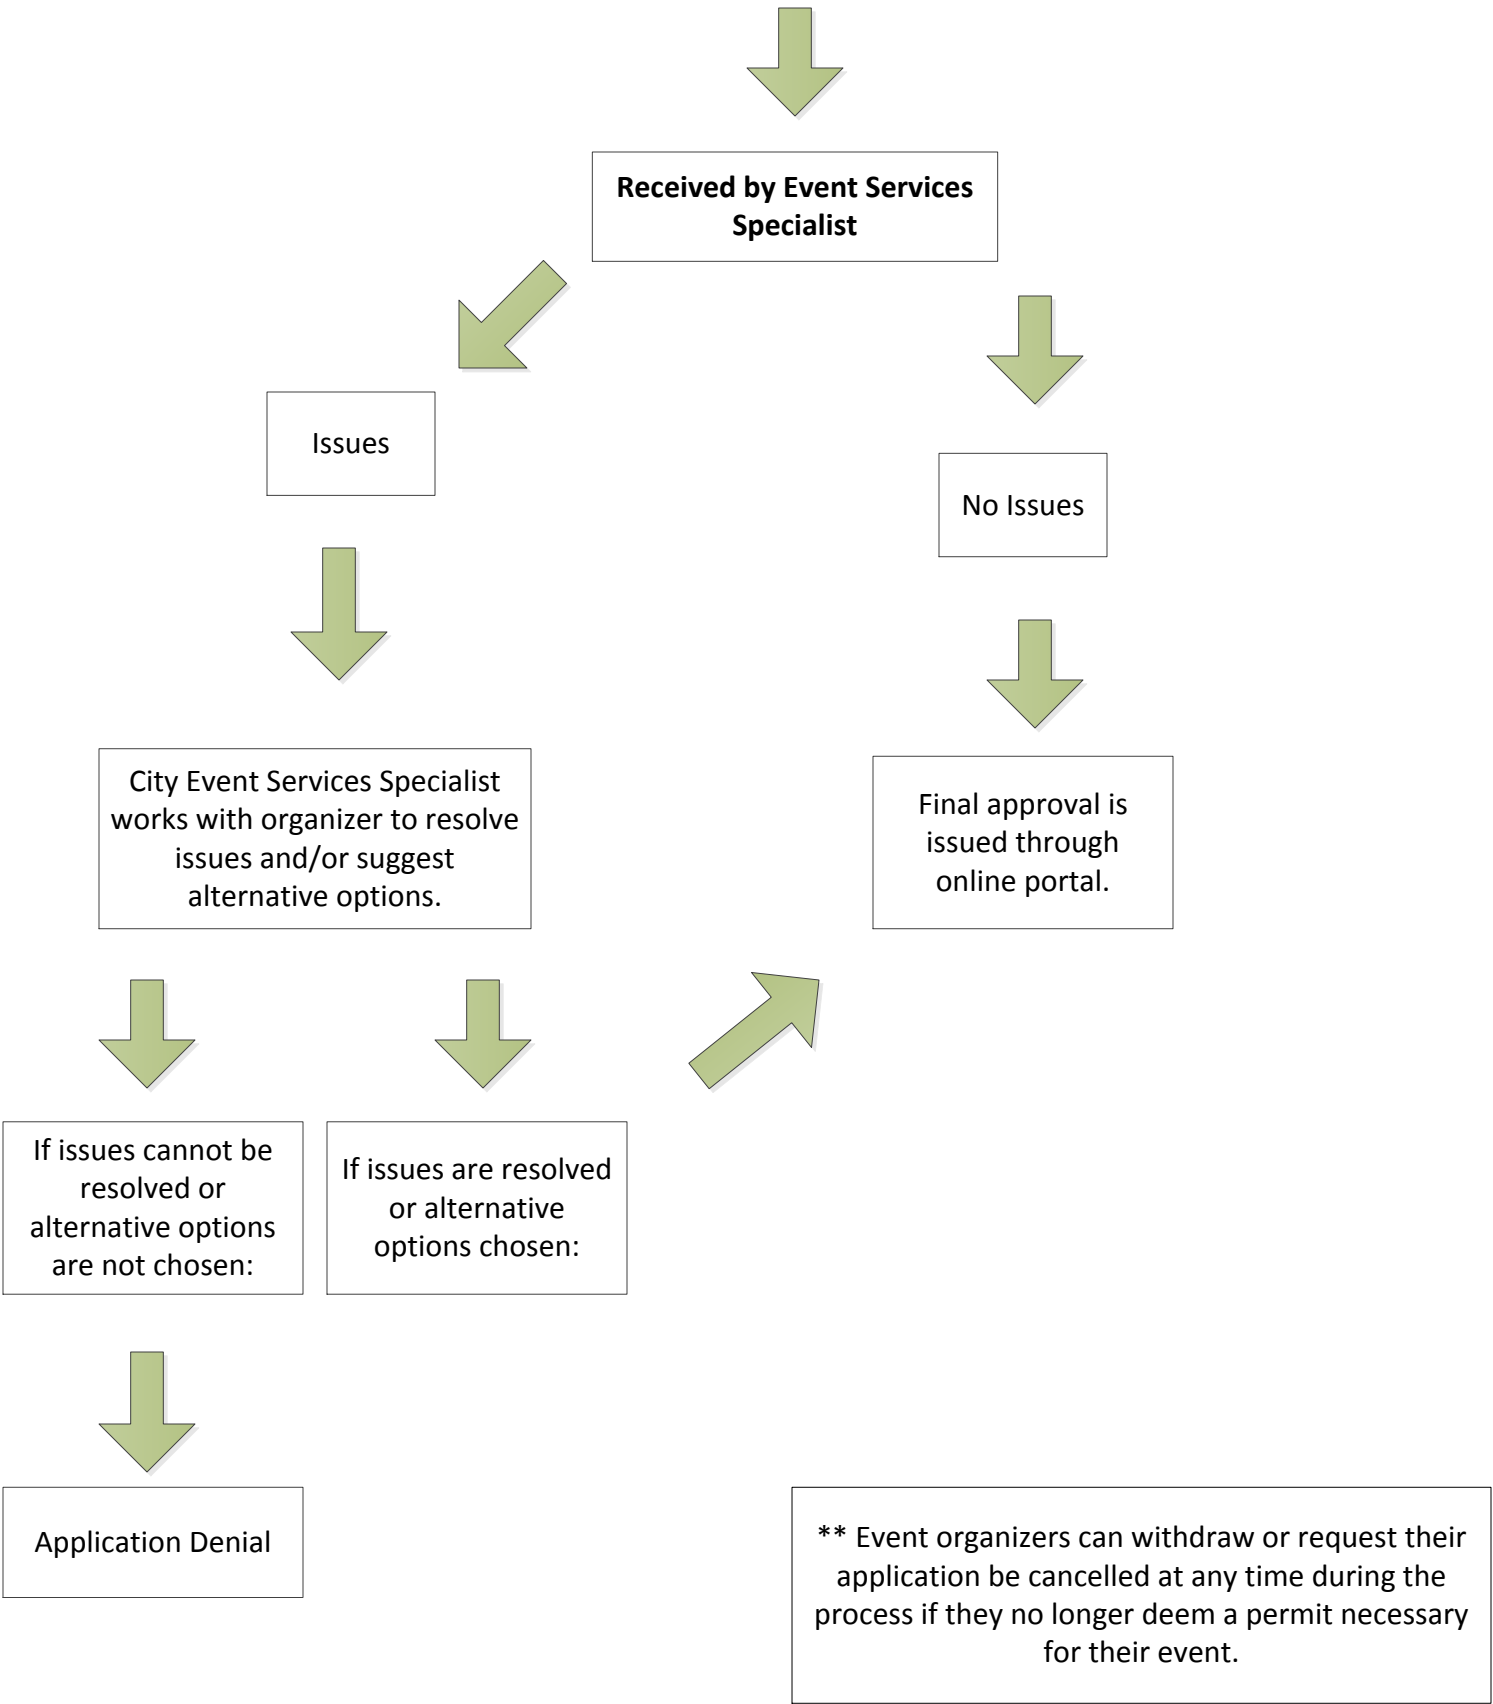 Received by Event Services
Specialist
Issues
No Issues
City Event Services Specialist
works with organizer to resolve
issues and/or suggest
alternative options.
Final approval is
issued through
online portal.
If issues cannot be
resolved or
alternative options
are not chosen:
If issues are resolved
or alternative
options chosen:
Application Denial
** Event organizers can withdraw or request their
application be cancelled at any time during the
process if they no longer deem a permit necessary
for their event.